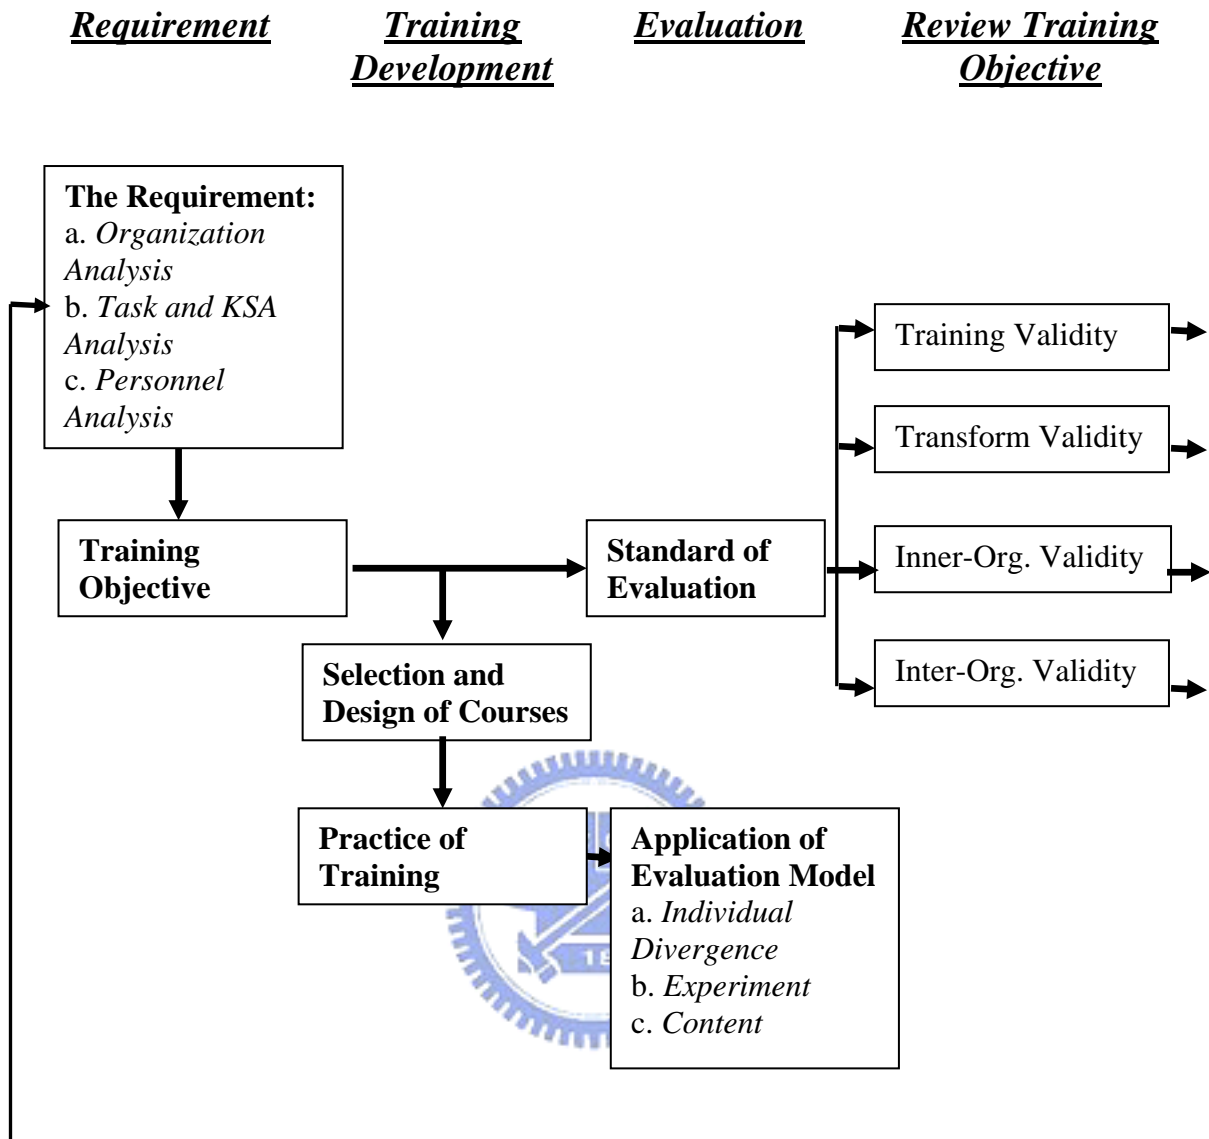 Requirement
Training
Development
Evaluation
Review Training
Objective
The Requirement:
a. Organization
Analysis
b. Task and KSA
Analysis
c. Personnel
Analysis
Training
Objective
Selection and
Design of Courses
Practice of
Training
Standard of
Evaluation
Application of
Evaluation Model
a. Individual
Divergence
b. Experiment
c. Content
Training Validity
Transform Validity
Inner-Org. Validity
Inter-Org. Validity